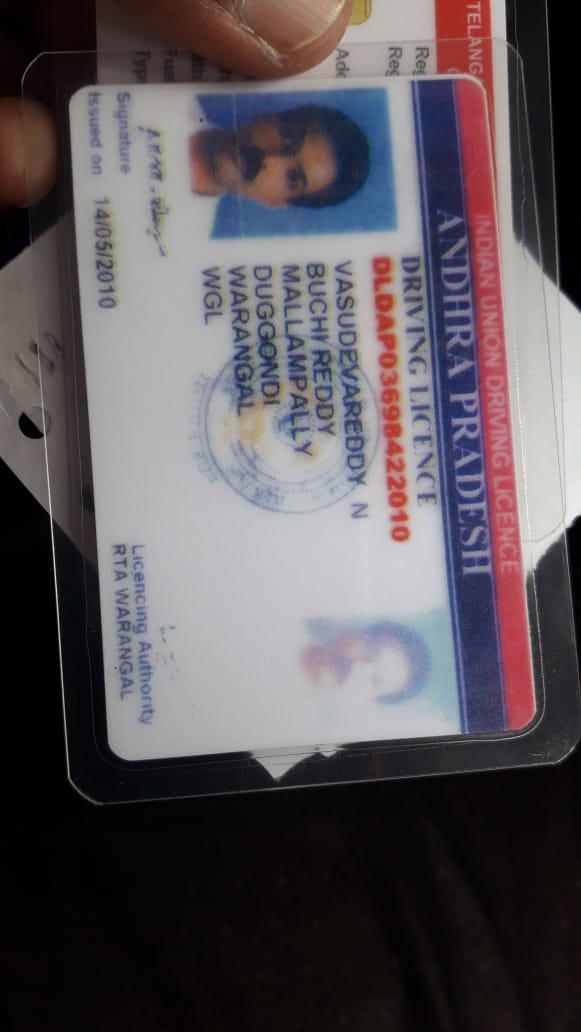 INDIAN UNION DRIVING LICENCE
ANDHRA PRADESH
DRIVING LICENCE
DLDAP03698422010
VASUDEVAREDDY N
BUCHI REDDY
MALLAMPALLY
DUGGONDI
WARANGAL
WGL
Signature
Issued on 14/05/2010
Licencing Authority
RTA WARANGAL
TELANG
Reg
Reg
Add
Fue
Typ